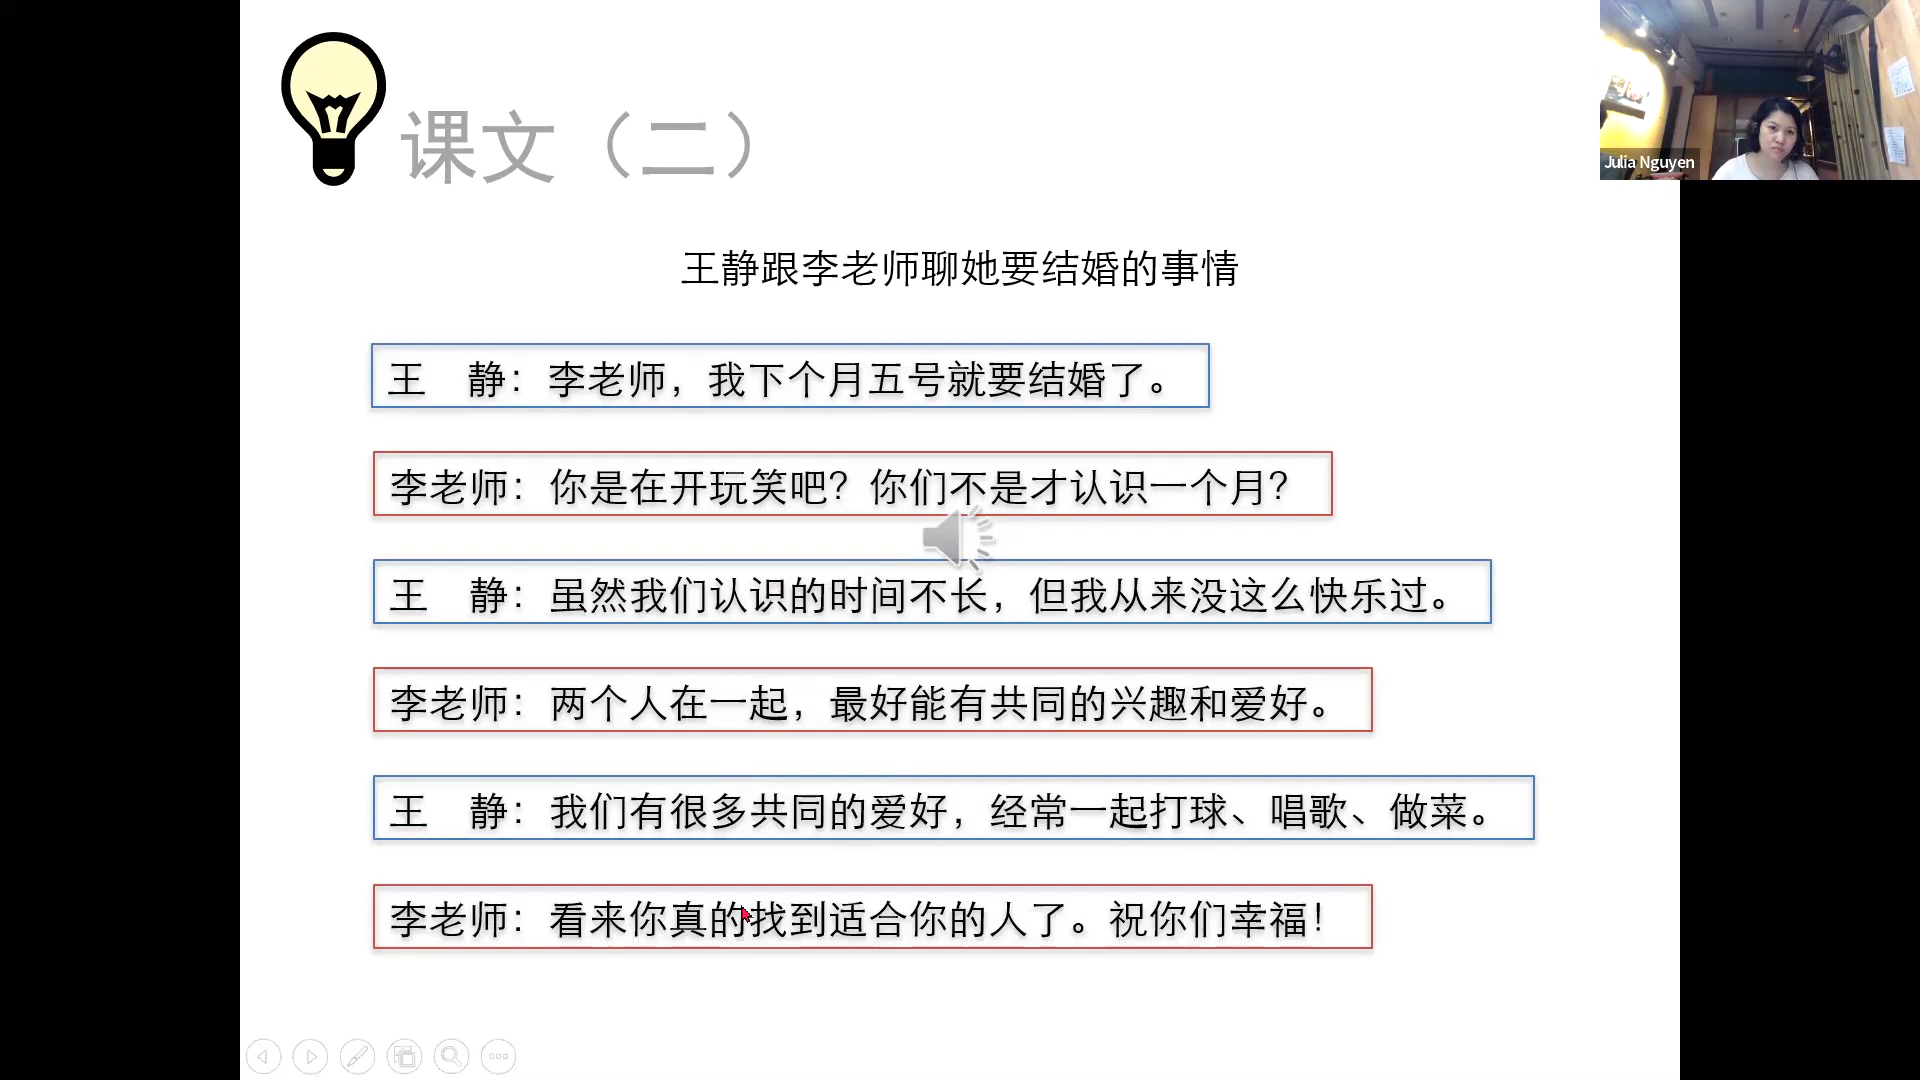 课文（二）
Julia Nguyen
王静跟李老师聊她要结婚的事情
王　静：李老师，我下个月五号就要结婚了。
李老师：你是在开玩笑吧？你们不是才认识一个月？
王　静：虽然我们认识的时间不长，但我从来没这么快乐过。
李老师：两个人在一起，最好能有共同的兴趣和爱好。
王　静：我们有很多共同的爱好，经常一起打球、唱歌、做菜。
李老师：看来你真的找到适合你的人了。祝你们幸福！